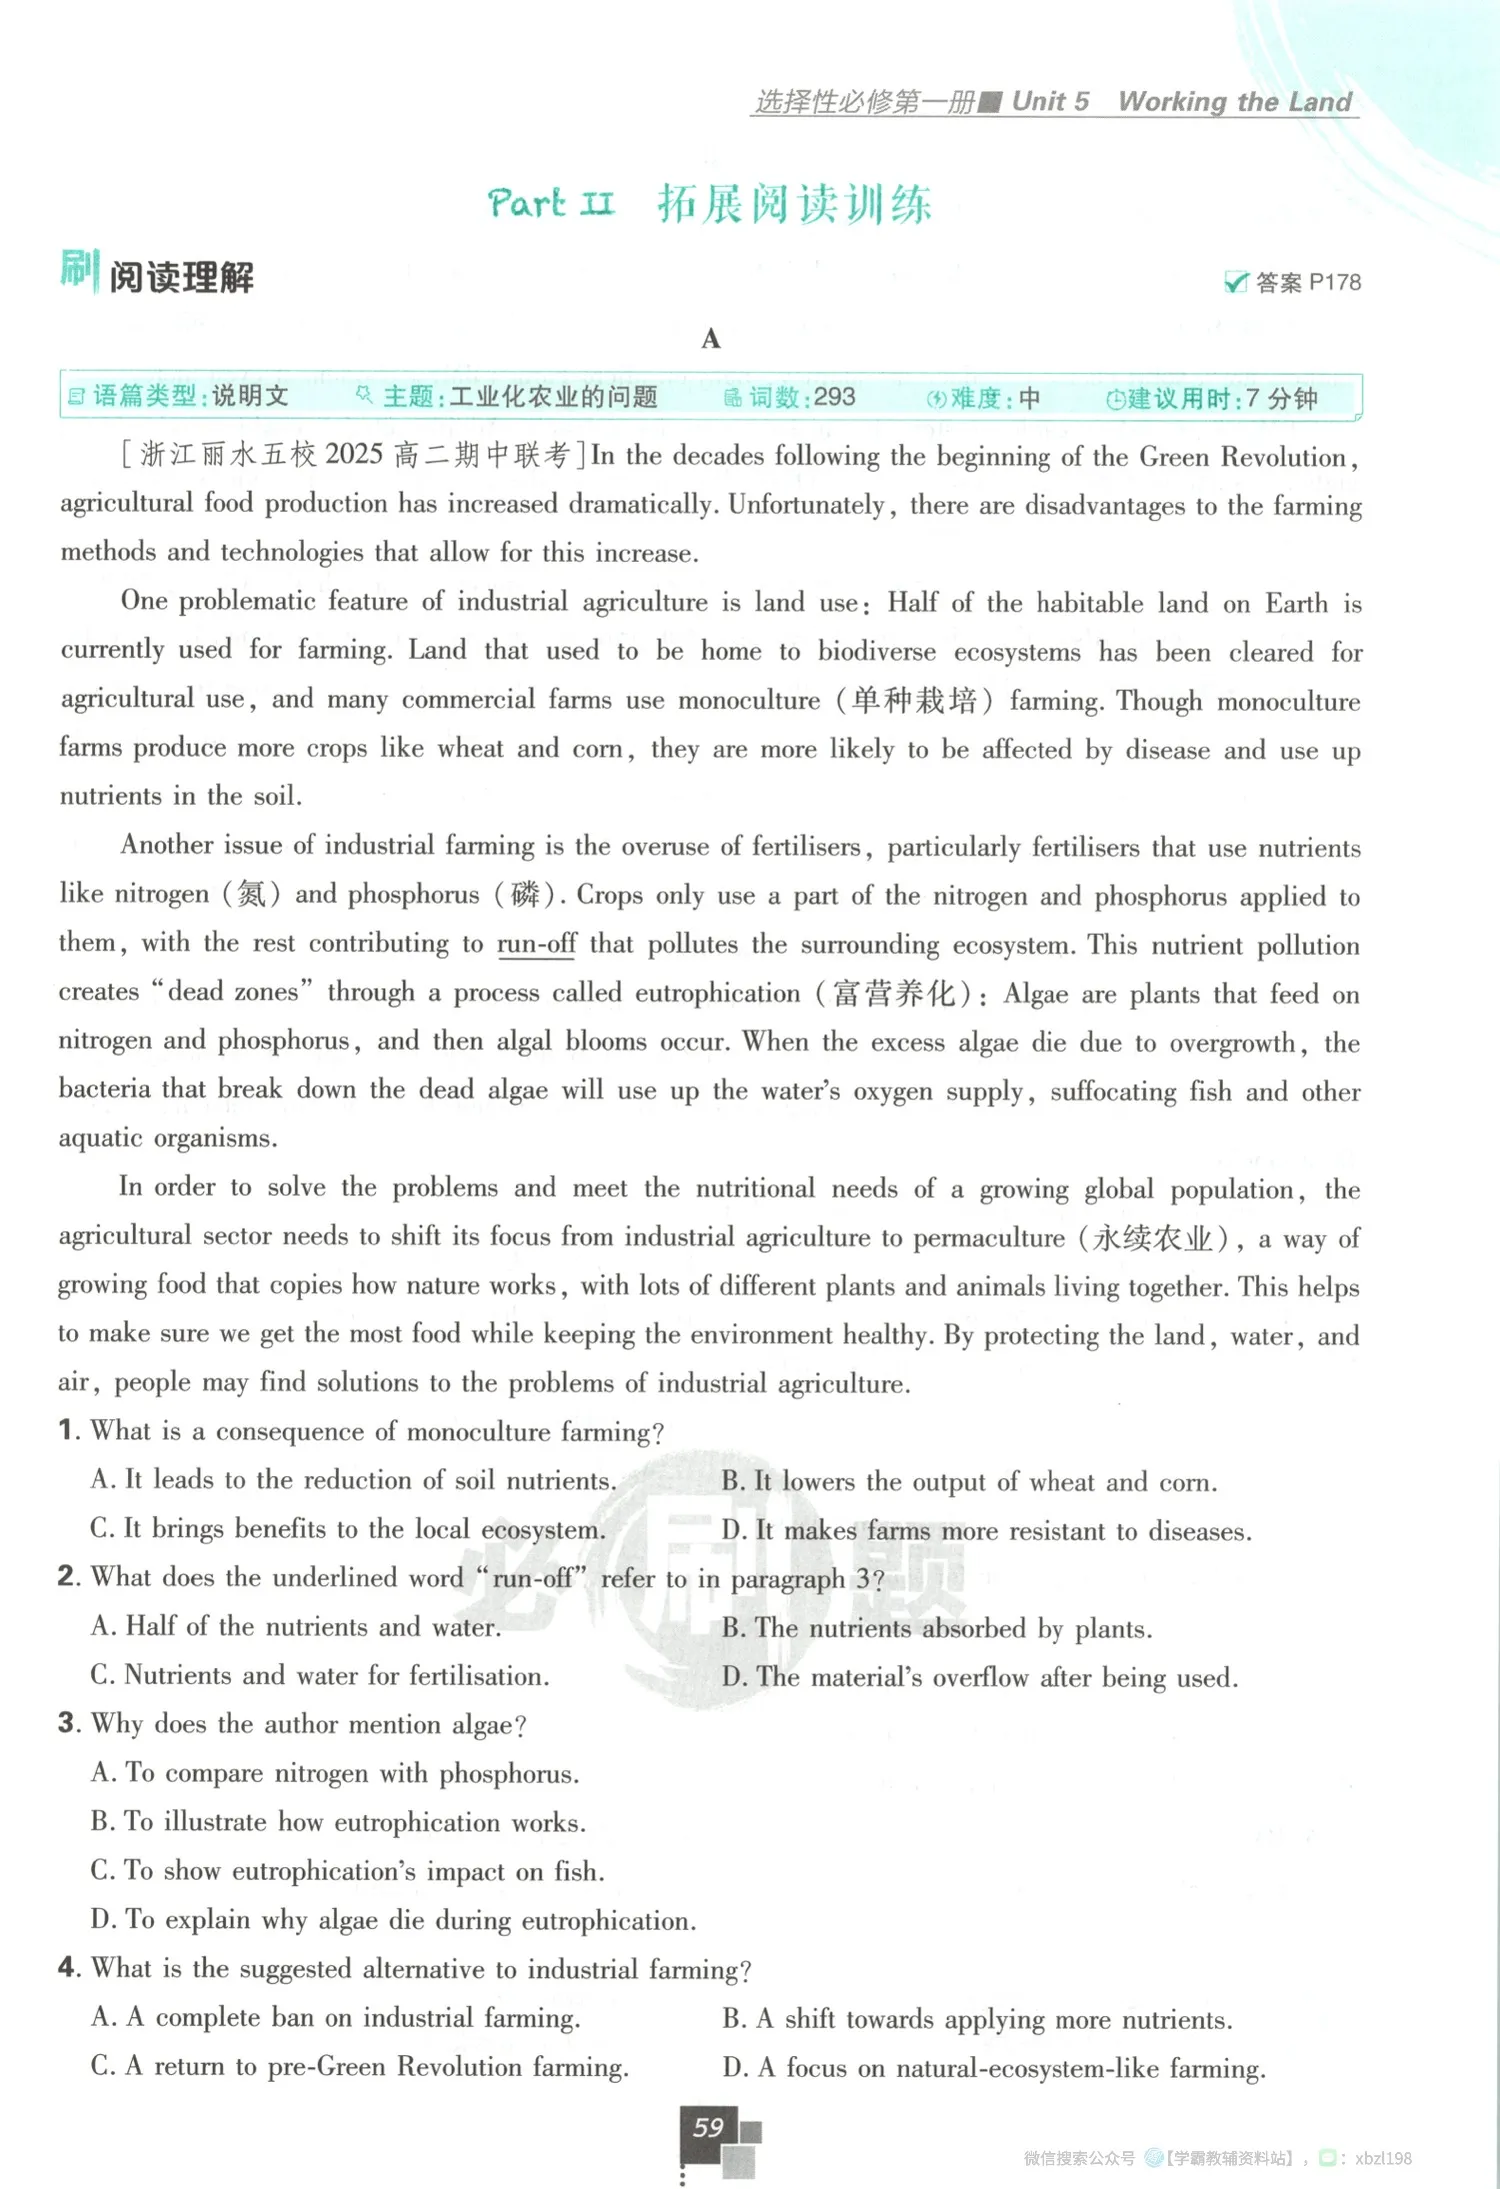 选择性必修第一册 Unit 5 Working the Land
Part II 拓展阅读训练
刷 阅读理解
答案 P178
A
语篇类型:说明文 主题:工业化农业的问题 词数:293 难度:中 建议用时:7 分钟
[浙江丽水五校 2025 高二期中联考]In the decades following the beginning of the Green Revolution,
agricultural food production has increased dramatically. Unfortunately, there are disadvantages to the farming
methods and technologies that allow for this increase.
One problematic feature of industrial agriculture is land use: Half of the habitable land on Earth is
currently used for farming. Land that used to be home to biodiverse ecosystems has been cleared for
agricultural use, and many commercial farms use monoculture (单种栽培) farming. Though monoculture
farms produce more crops like wheat and corn, they are more likely to be affected by disease and use up
nutrients in the soil.
Another issue of industrial farming is the overuse of fertilisers, particularly fertilisers that use nutrients
like nitrogen (氮) and phosphorus (磷). Crops only use a part of the nitrogen and phosphorus applied to
them, with the rest contributing to run-off that pollutes the surrounding ecosystem. This nutrient pollution
creates “dead zones” through a process called eutrophication (富营养化): Algae are plants that feed on
nitrogen and phosphorus, and then algal blooms occur. When the excess algae die due to overgrowth, the
bacteria that break down the dead algae will use up the water’s oxygen supply, suffocating fish and other
aquatic organisms.
In order to solve the problems and meet the nutritional needs of a growing global population, the
agricultural sector needs to shift its focus from industrial agriculture to permaculture (永续农业), a way of
growing food that copies how nature works, with lots of different plants and animals living together. This helps
to make sure we get the most food while keeping the environment healthy. By protecting the land, water, and
air, people may find solutions to the problems of industrial agriculture.
1. What is a consequence of monoculture farming?
A. It leads to the reduction of soil nutrients. B. It lowers the output of wheat and corn.
C. It brings benefits to the local ecosystem. D. It makes farms more resistant to diseases.
2. What does the underlined word “run-off” refer to in paragraph 3?
A. Half of the nutrients and water. B. The nutrients absorbed by plants.
C. Nutrients and water for fertilisation. D. The material’s overflow after being used.
3. Why does the author mention algae?
A. To compare nitrogen with phosphorus.
B. To illustrate how eutrophication works.
C. To show eutrophication’s impact on fish.
D. To explain why algae die during eutrophication.
4. What is the suggested alternative to industrial farming?
A. A complete ban on industrial farming. B. A shift towards applying more nutrients.
C. A return to pre-Green Revolution farming. D. A focus on natural-ecosystem-like farming.
必刷题
59
微信搜索公众号【学霸教辅资料站】, : xbzl198